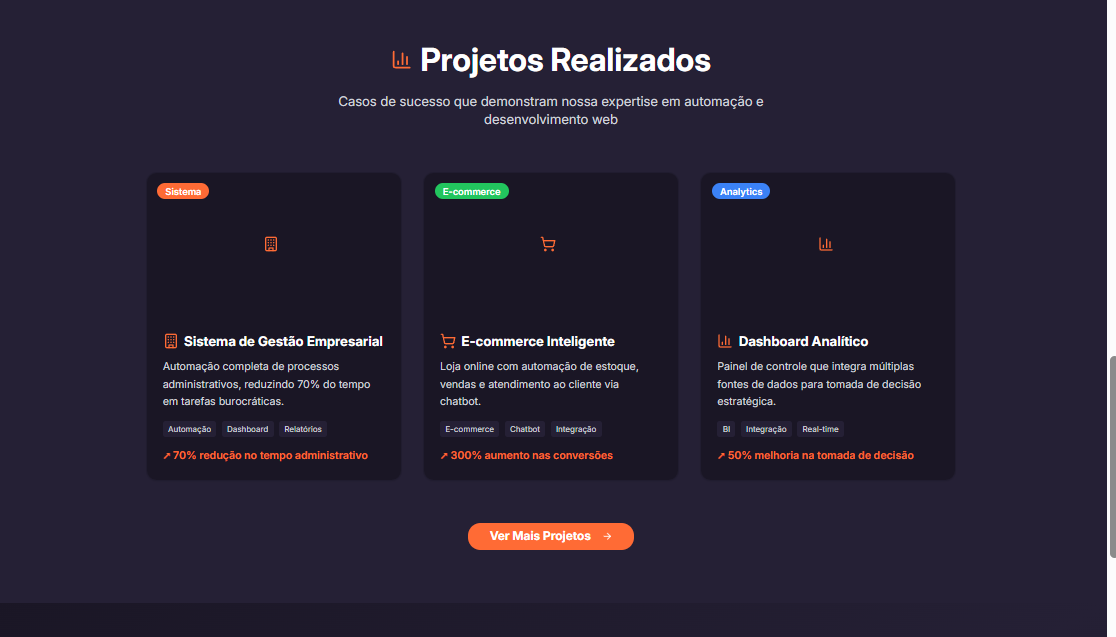 Projetos Realizados
Casos de sucesso que demonstram nossa expertise em automação e
desenvolvimento web
Sistema
Sistema de Gestão Empresarial
Automação completa de processos
administrativos, reduzindo 70% do tempo
em tarefas burocráticas.
Automação Dashboard Relatórios
↗ 70% redução no tempo administrativo
E-commerce
E-commerce Inteligente
Loja online com automação de estoque,
vendas e atendimento ao cliente via
chatbot.
E-commerce Chatbot Integração
↗ 300% aumento nas conversões
Analytics
Dashboard Analítico
Painel de controle que integra múltiplas
fontes de dados para tomada de decisão
estratégica.
BI Integração Real-time
↗ 50% melhoria na tomada de decisão
Ver Mais Projetos →